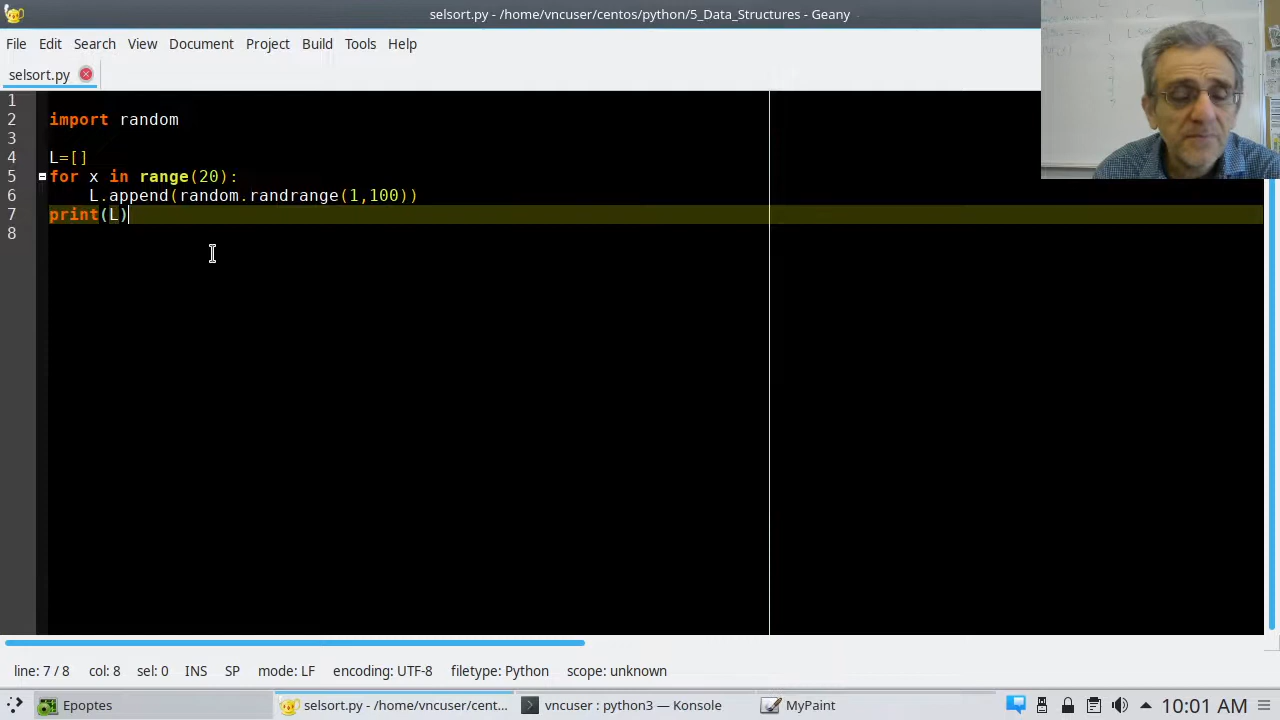 selsort.py - /home/vncuser/centos/python/5_Data_Structures - Geany
File Edit Search View Document Project Build Tools Help
selsort.py
1
2 import random
3
4 L=[]
5 for x in range(20):
6 L.append(random.randrange(1,100))
7 print(L)
8
line: 7 / 8 col: 8 sel: 0 INS SP mode: LF encoding: UTF-8 filetype: Python scope: unknown
Epoptes selsort.py - /home/vncuser/cent... vncuser : python3 — Konsole MyPaint 10:01 AM